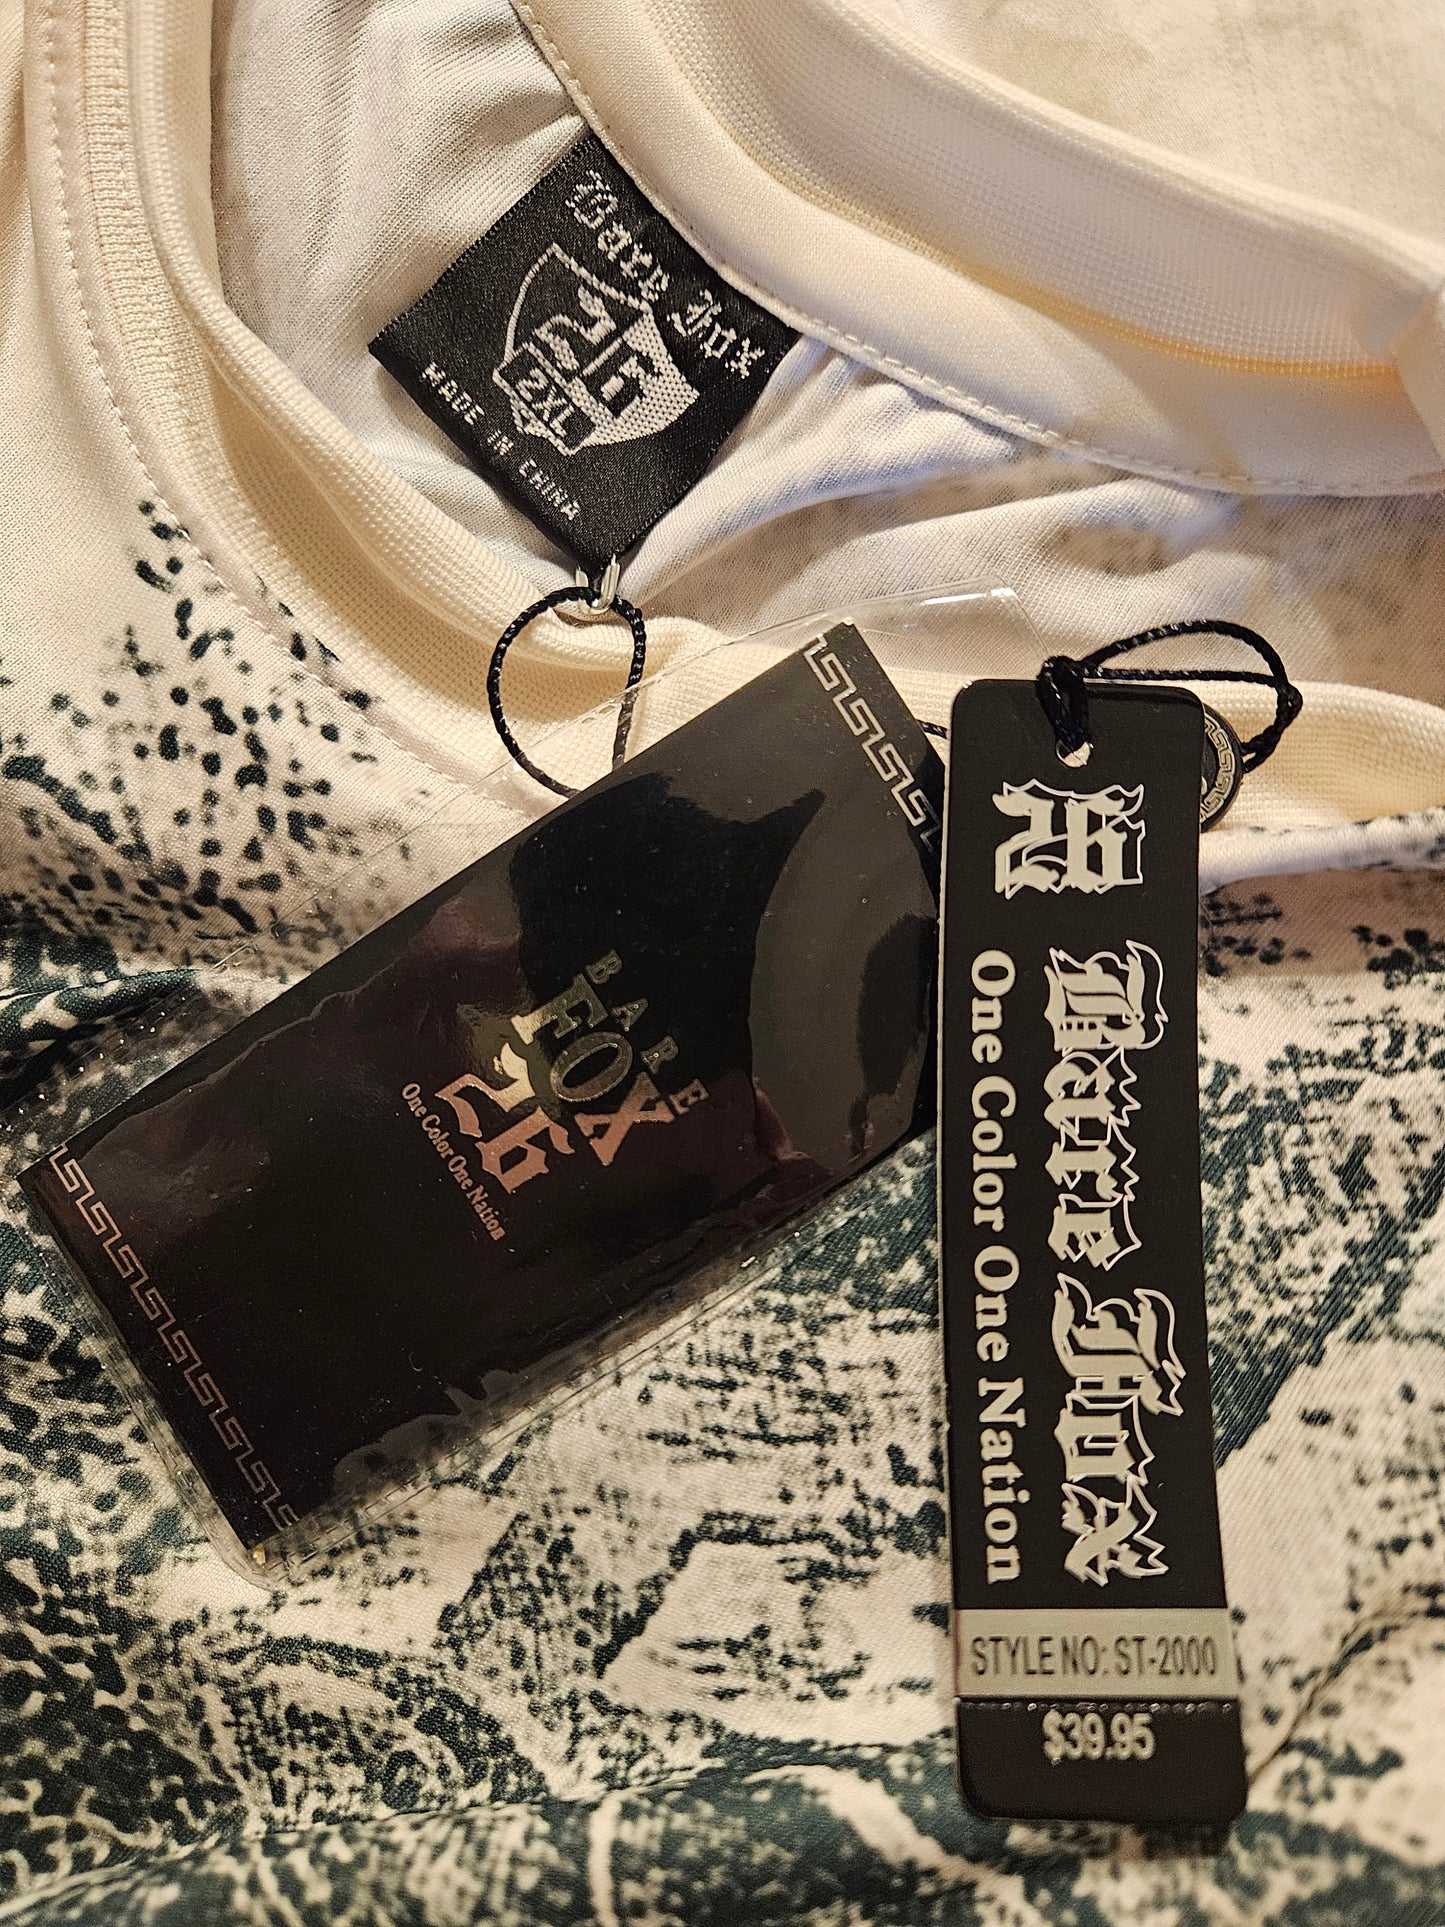 Bare Fox
26
2XL
MADE IN CHINA
BARE
FOX
26
One Color One Nation
26
Bare Fox
One Color One Nation
STYLE NO: ST-2000
$39.95